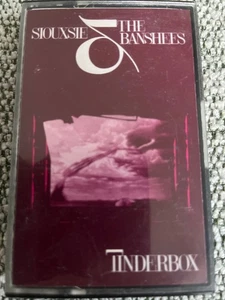 SIOUXSIE & THE
BANSHEES
TINDERBOX